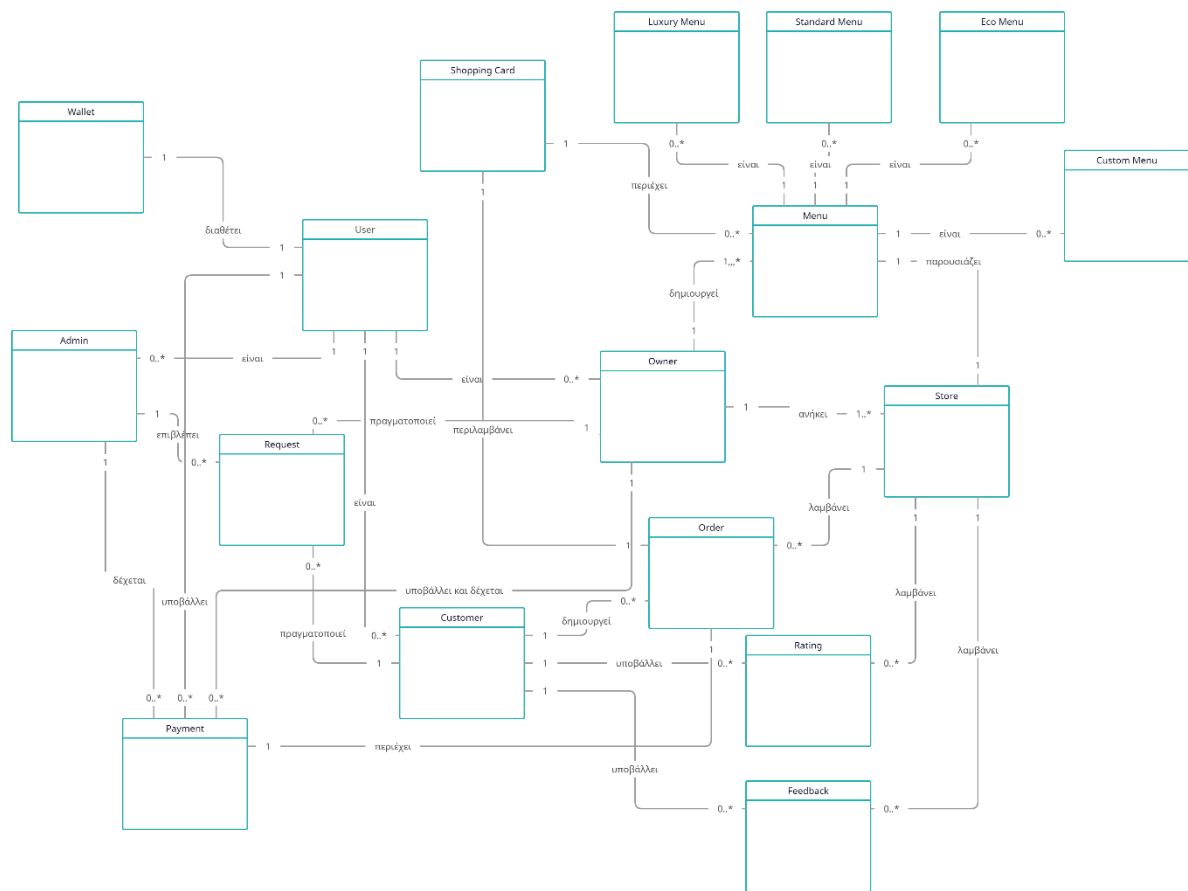 Luxury Menu
Standard Menu
Eco Menu
Shopping Card
Wallet
1
1
0..*
0..*
0..*
Custom Menu
1
είναι
είναι
είναι
περιέχει
1
1
1
1
Menu
User
διαθέτει
0..*
1
είναι
0..*
1
1
1,,,*
1
παρουσιάζει
1
δημιουργεί
Admin
1
1
1
1
0..*
είναι
Owner
1
είναι
0..*
Store
1
επιβλέπει
0..*
πραγματοποιεί
1
περιλαμβάνει
1
ανήκει
1..*
Request
0..*
1
1
1
λαμβάνει
είναι
1
1
Order
1
0..*
0..*
δέχεται
υποβάλλει
υποβάλλει και δέχεται
0..*
λαμβάνει
Customer
δημιουργεί
πραγματοποιεί
0..*
1
1
Rating
λαμβάνει
1
1
υποβάλλει
0..*
0..*
1
0..*
0..*
0..*
Payment
1
περιέχει
υποβάλλει
Feedback
0..*
0..*